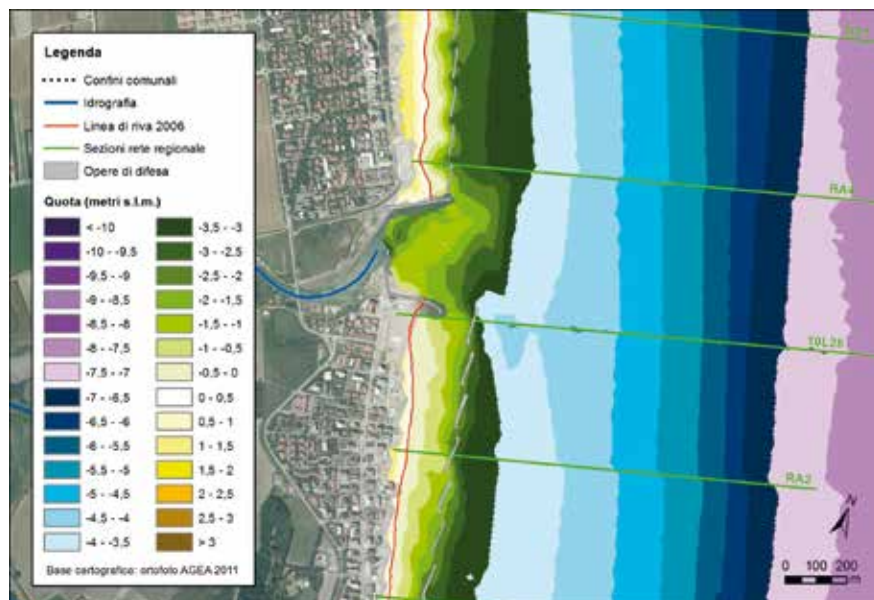 Legenda
Confini comunali
Idrografia
Linea di riva 2006
Sezioni rete regionale
Opere di difesa
Quota (metri s.l.m.)
< -10
-10 - -9,5
-9,5 - -9
-9 - -8,5
-8,5 - -8
-8 - -7,5
-7,5 - -7
-7 - -6,5
-6,5 - -6
-6 - -5,5
-5,5 - -5
-5 - -4,5
-4,5 - -4
-4 - -3,5
-3,5 - -3
-3 - -2,5
-2,5 - -2
-2 - -1,5
-1,5 - -1
-1 - -0,5
-0,5 - 0
0 - 0,5
0,5 - 1
1 - 1,5
1,5 - 2
2 - 2,5
2,5 - 3
> 3
Base cartografica: ortofoto AGEA 2011
RA4
RA2
N
0 100 200
m